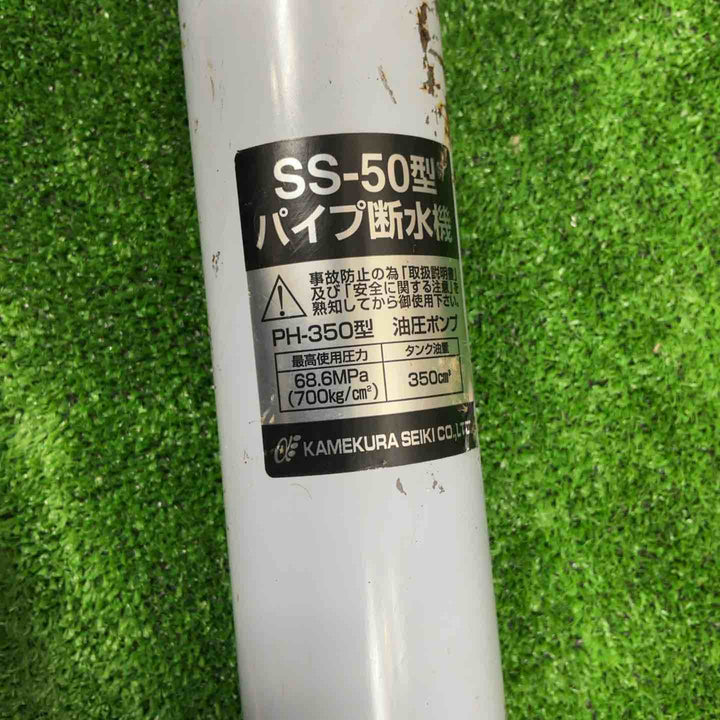 SS-50型
パイプ断水機
事故防止の為「取扱説明書」
及び「安全に関する注意」を
熟知してから御使用下さい。
PH-350型 油圧ポンプ
最高使用圧力 タンク油量
68.6MPa 350cm³
(700kg/cm²)
KAMEKURA SEIKI CO.,LTD